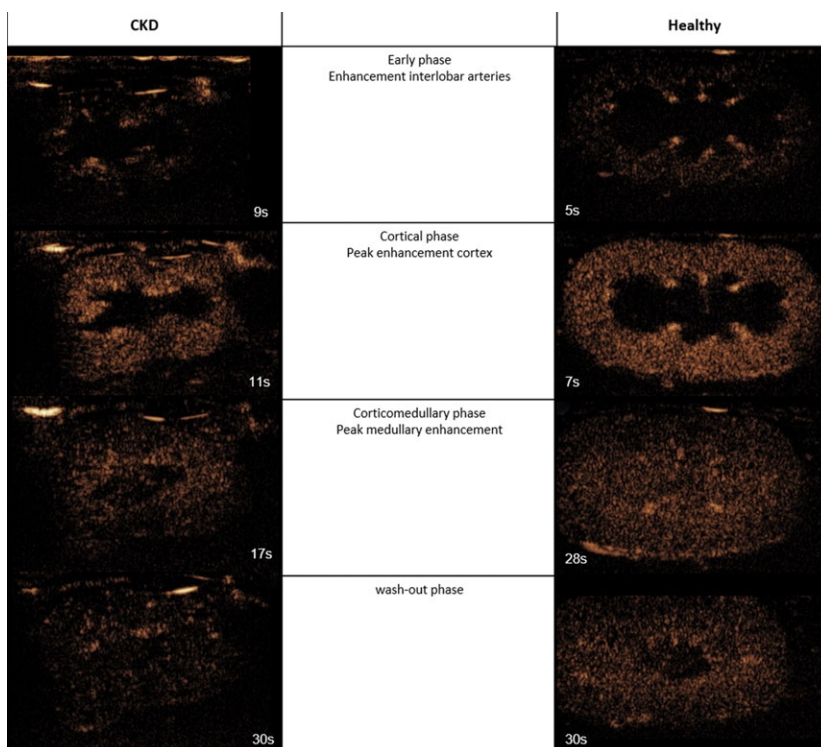 CKD
Healthy
Early phase
Enhancement interlobar arteries
9s
5s
Cortical phase
Peak enhancement cortex
11s
7s
Corticomedullary phase
Peak medullary enhancement
17s
28s
wash-out phase
30s
30s